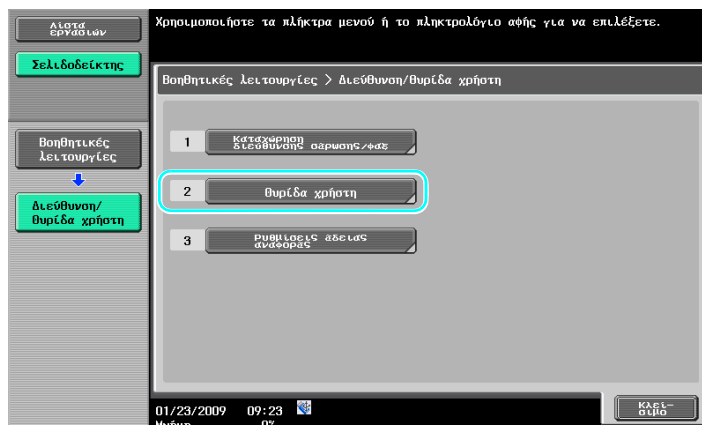 Λίστα
εργασιών
Χρησιμοποιήστε τα πλήκτρα μενού ή το πληκτρολόγιο αφής για να επιλέξετε.
Σελιδοδείκτης
Βοηθητικές λειτουργίες > Διεύθυνση/θυρίδα χρήστη
Βοηθητικές
λειτουργίες
Διεύθυνση/
θυρίδα χρήστη
1 Καταχώρηση
διεύθυνσης σάρωσης/φαξ
2 θυρίδα χρήστη
3 Ρυθμίσεις άδειας
αναφοράς
01/23/2009 09:23
Μνήμη 0%
Κλεί-
σιμο